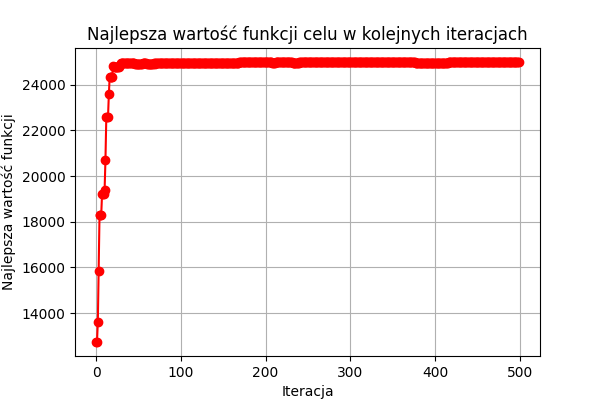 Najlepsza wartość funkcji celu w kolejnych iteracjach
Najlepsza wartość funkcji
24000
22000
20000
18000
16000
14000
0 100 200 300 400 500
Iteracja